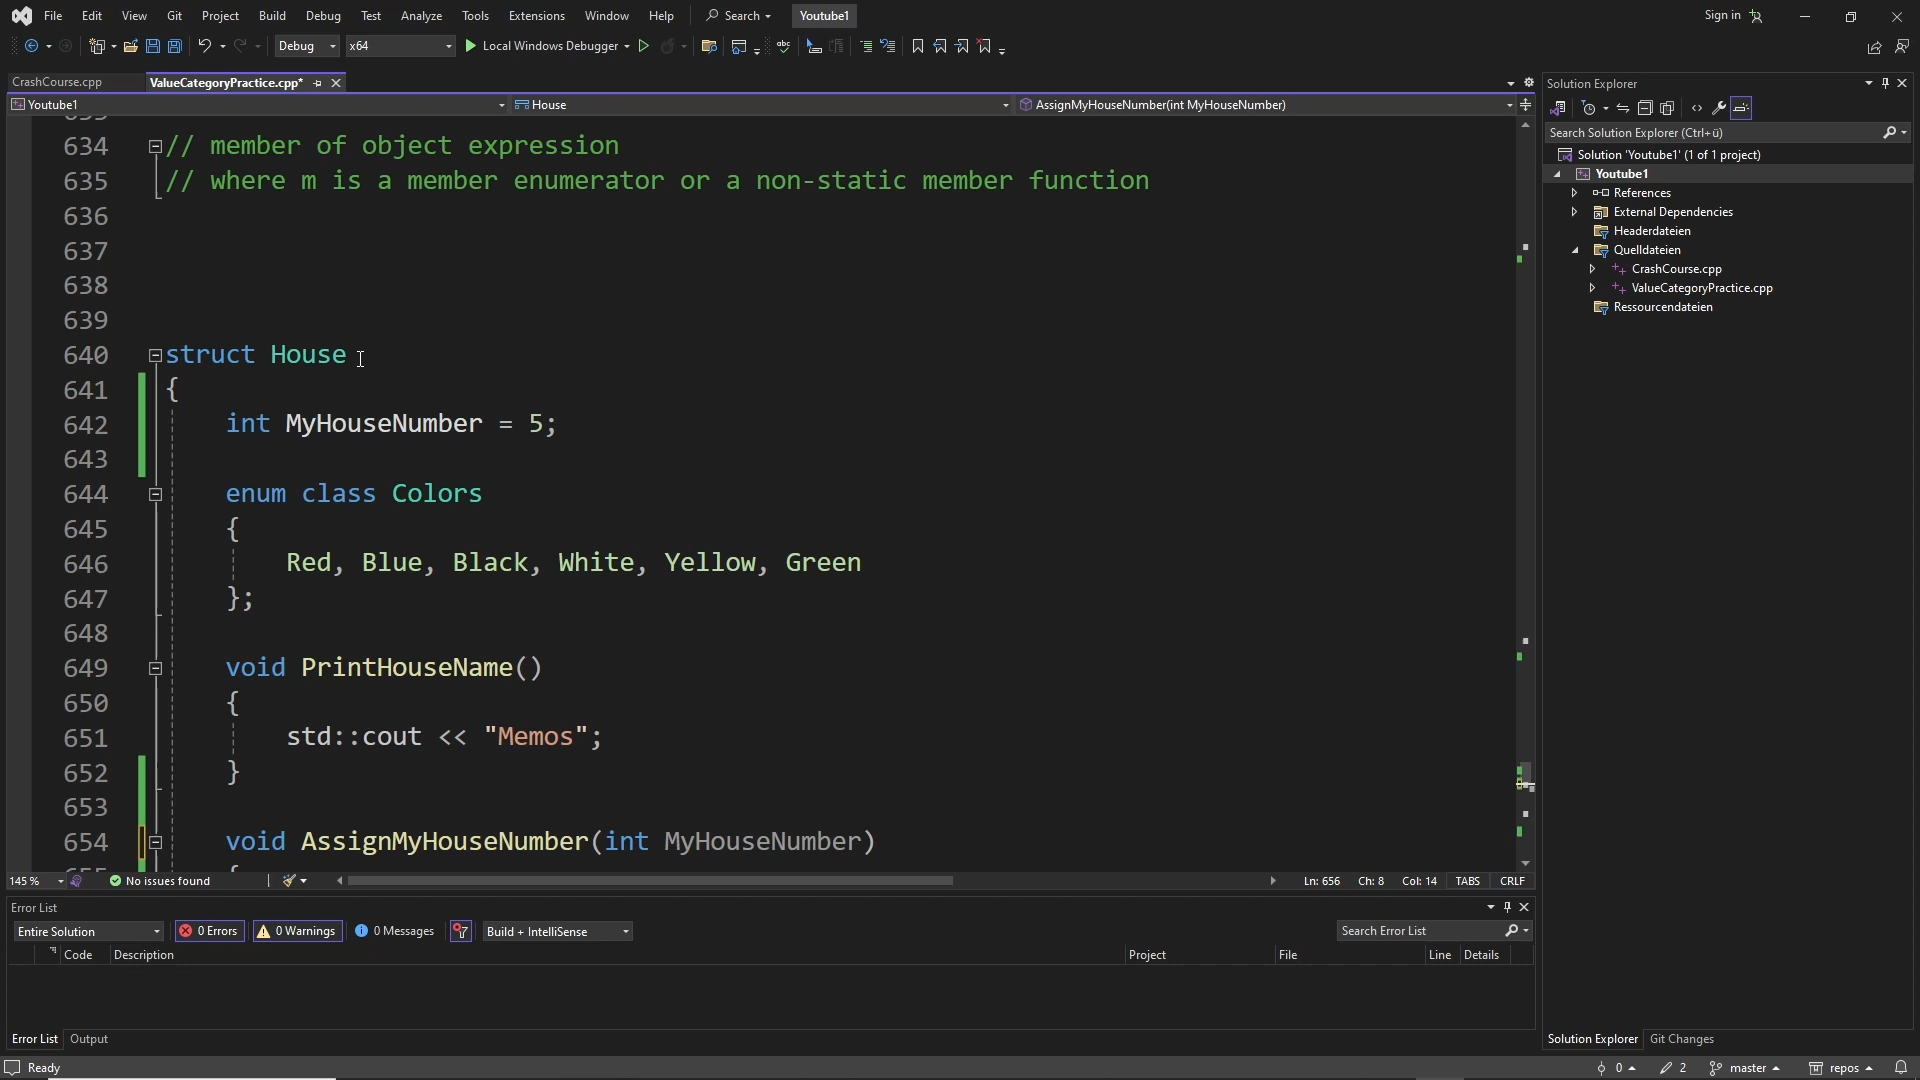 File Edit View Git Project Build Debug Test Analyze Tools Extensions Window Help Search Youtube1 Sign in
Debug x64 Local Windows Debugger
CrashCourse.cpp ValueCategoryPractice.cpp*
Youtube1 House AssignMyHouseNumber(int MyHouseNumber)
634 // member of object expression
635 // where m is a member enumerator or a non-static member function
636
637
638
639
640 struct House
641 {
642 int MyHouseNumber = 5;
643
644 enum class Colors
645 {
646 Red, Blue, Black, White, Yellow, Green
647 };
648
649 void PrintHouseName()
650 {
651 std::cout << "Memos";
652 }
653
654 void AssignMyHouseNumber(int MyHouseNumber)
145 % No issues found Ln: 656 Ch: 8 Col: 14 TABS CRLF
Error List
Entire Solution 0 Errors 0 Warnings 0 Messages Build + IntelliSense Search Error List
Code Description Project File Line Details
Error List Output
Solution Explorer
Search Solution Explorer (Ctrl+ü)
Solution 'Youtube1' (1 of 1 project)
Youtube1
References
External Dependencies
Headerdateien
Quelldateien
CrashCourse.cpp
ValueCategoryPractice.cpp
Ressourcendateien
Solution Explorer Git Changes
Ready 0 2 master repos